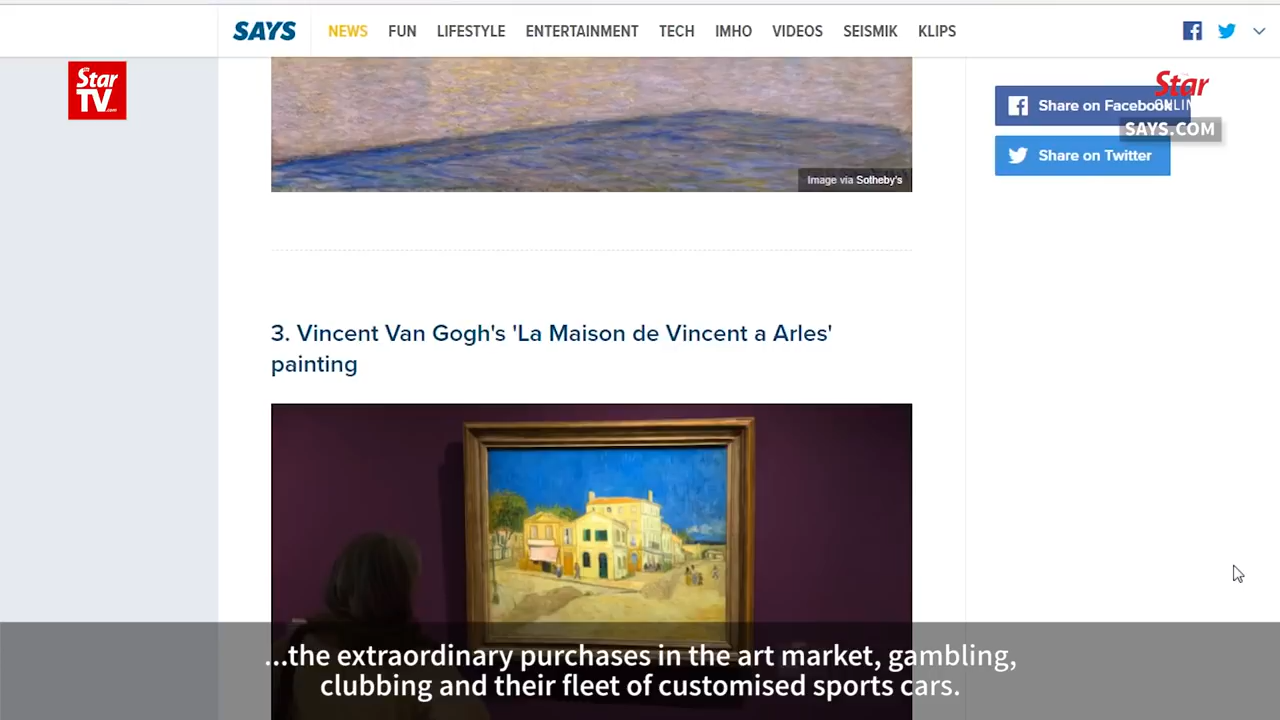 SAYS NEWS FUN LIFESTYLE ENTERTAINMENT TECH IMHO VIDEOS SEISMIK KLIPS
Star
TV.com
Star
ONLIN
Share on Facebook
SAYS.COM
Share on Twitter
Image via Sotheby's
3. Vincent Van Gogh's 'La Maison de Vincent a Arles'
painting
...the extraordinary purchases in the art market, gambling,
clubbing and their fleet of customised sports cars.